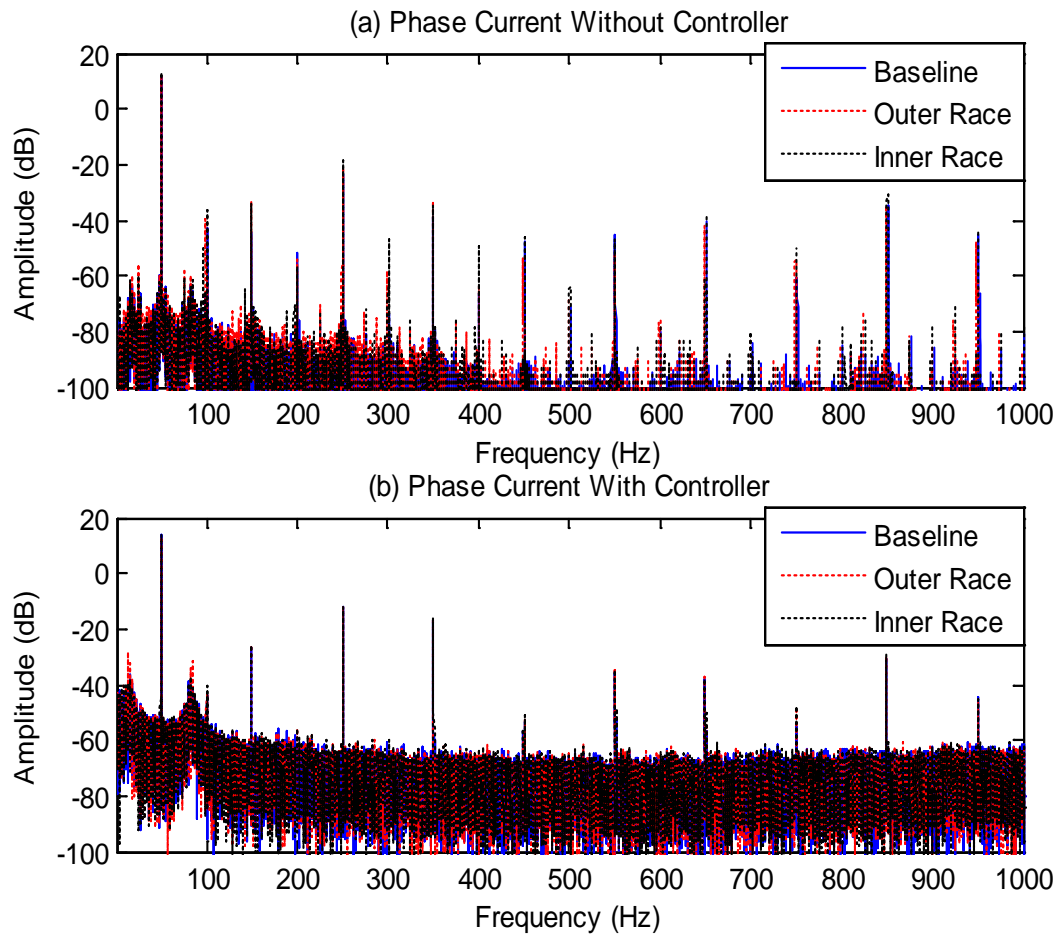 (a) Phase Current Without Controller
20
0
-20
-40
-60
-80
-100
Amplitude (dB)
Baseline
Outer Race
Inner Race
100 200 300 400 500 600 700 800 900 1000
Frequency (Hz)
(b) Phase Current With Controller
20
0
-20
-40
-60
-80
-100
Amplitude (dB)
Baseline
Outer Race
Inner Race
100 200 300 400 500 600 700 800 900 1000
Frequency (Hz)